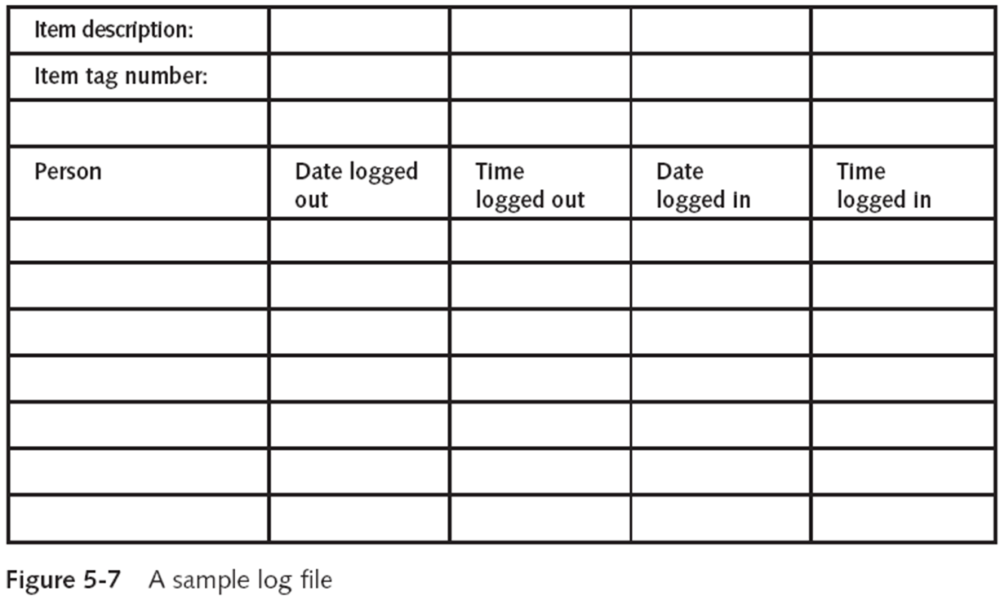 Item description:
Item tag number:
Person
Date logged
out
Time
logged out
Date
logged in
Time
logged in
Figure 5-7 A sample log file